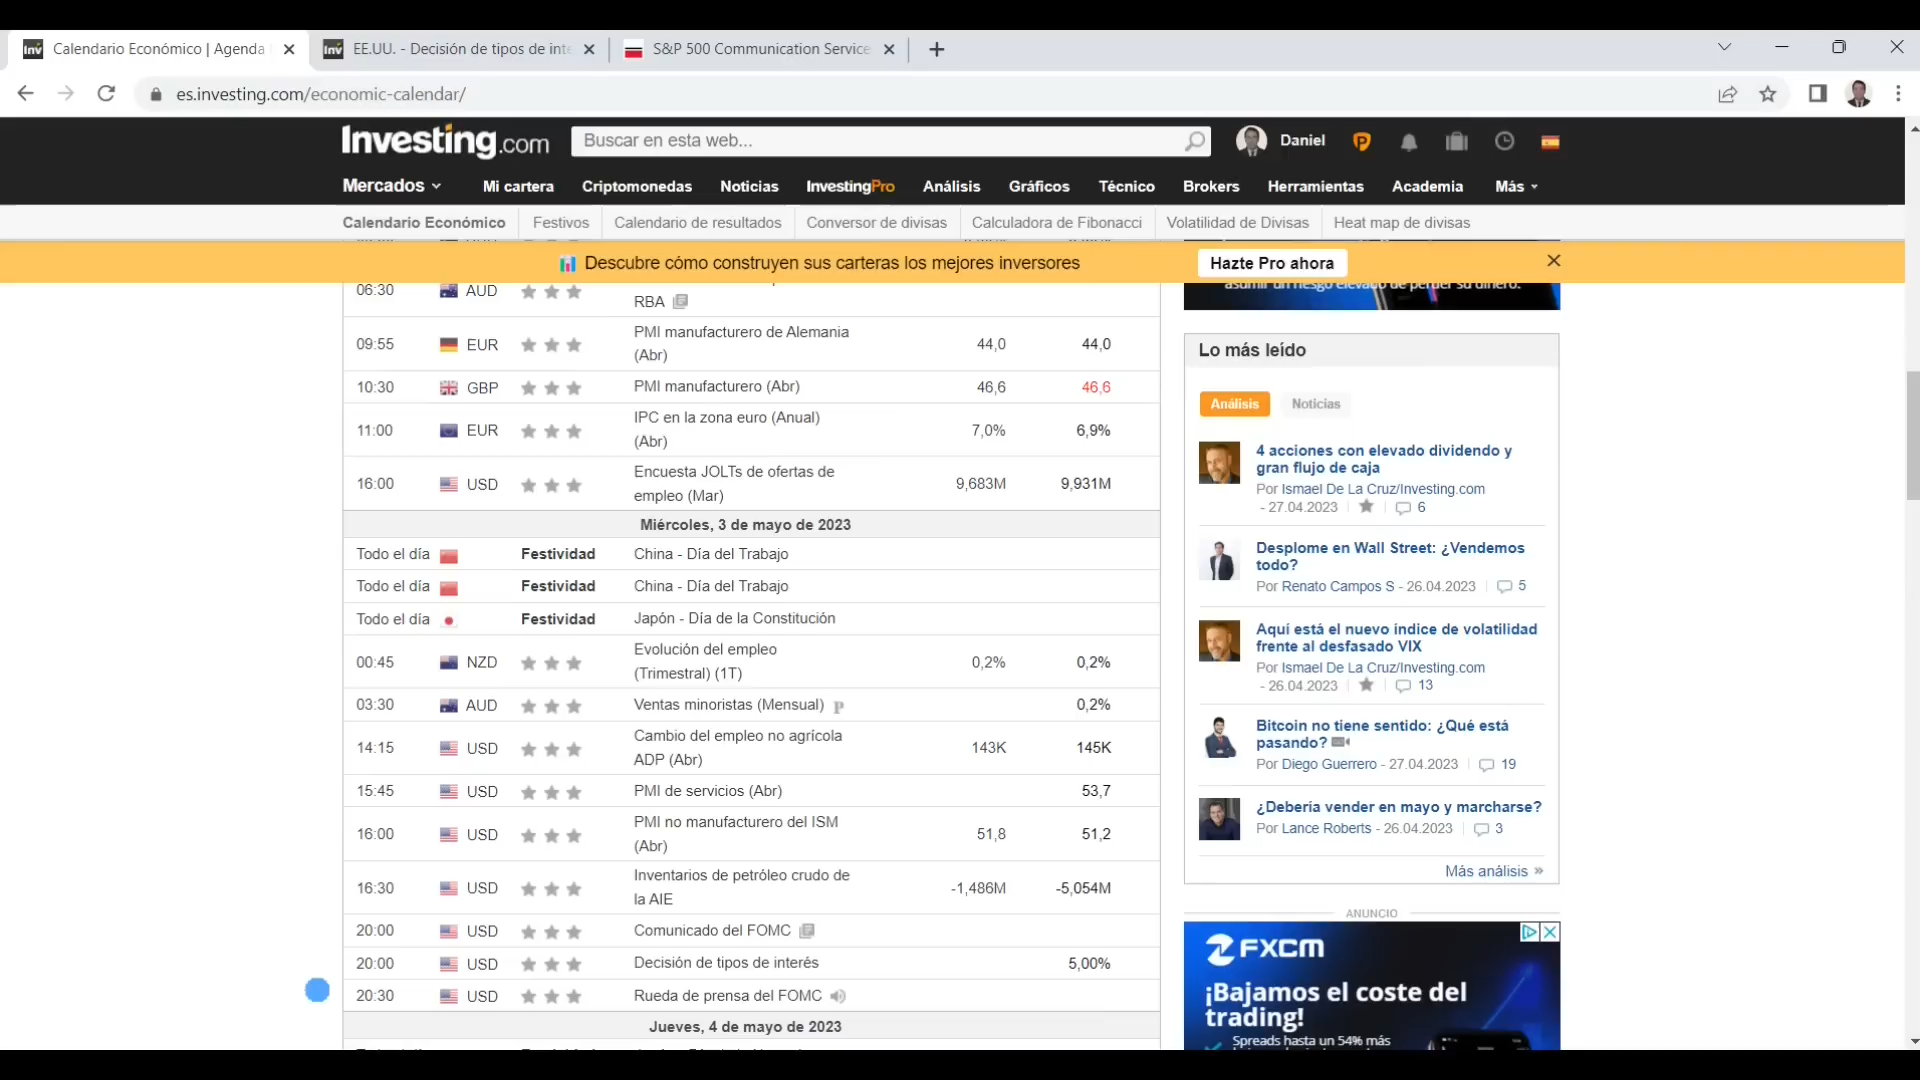 Calendario Económico | Agenda
EE.UU. - Decisión de tipos de inte
S&P 500 Communication Service
es.investing.com/economic-calendar/
Investing.com
Buscar en esta web...
Daniel
Mercados
Mi cartera
Criptomonedas
Noticias
InvestingPro
Análisis
Gráficos
Técnico
Brokers
Herramientas
Academia
Más
Calendario Económico
Festivos
Calendario de resultados
Conversor de divisas
Calculadora de Fibonacci
Volatilidad de Divisas
Heat map de divisas
Descubre cómo construyen sus carteras los mejores inversores
Hazte Pro ahora
06:30 AUD
RBA
09:55 EUR PMI manufacturero de Alemania 44,0 44,0
(Abr)
10:30 GBP PMI manufacturero (Abr) 46,6 46,6
11:00 EUR IPC en la zona euro (Anual) 7,0% 6,9%
(Abr)
16:00 USD Encuesta JOLTs de ofertas de 9,683M 9,931M
empleo (Mar)
Miércoles, 3 de mayo de 2023
Todo el día Festividad China - Día del Trabajo
Todo el día Festividad China - Día del Trabajo
Todo el día Festividad Japón - Día de la Constitución
00:45 NZD Evolución del empleo 0,2% 0,2%
(Trimestral) (1T)
03:30 AUD Ventas minoristas (Mensual) P 0,2%
14:15 USD Cambio del empleo no agrícola 143K 145K
ADP (Abr)
15:45 USD PMI de servicios (Abr) 53,7
16:00 USD PMI no manufacturero del ISM 51,8 51,2
(Abr)
16:30 USD Inventarios de petróleo crudo de -1,486M -5,054M
la AIE
20:00 USD Comunicado del FOMC
20:00 USD Decisión de tipos de interés 5,00%
20:30 USD Rueda de prensa del FOMC
Jueves, 4 de mayo de 2023
asumir un riesgo elevado de perder su dinero.
Lo más leído
Análisis
Noticias
4 acciones con elevado dividendo y
gran flujo de caja
Por Ismael De La Cruz/Investing.com
- 27.04.2023 6
Desplome en Wall Street: ¿Vendemos
todo?
Por Renato Campos S - 26.04.2023 5
Aquí está el nuevo índice de volatilidad
frente al desfasado VIX
Por Ismael De La Cruz/Investing.com
- 26.04.2023 13
Bitcoin no tiene sentido: ¿Qué está
pasando?
Por Diego Guerrero - 27.04.2023 19
¿Debería vender en mayo y marcharse?
Por Lance Roberts - 26.04.2023 3
Más análisis »
ANUNCIO
FXCM
¡Bajamos el coste del
trading!
Spreads hasta un 54% más